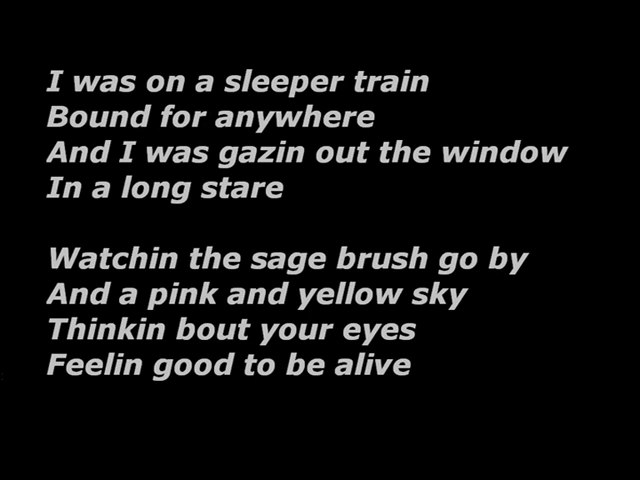 I was on a sleeper train
Bound for anywhere
And I was gazin out the window
In a long stare
Watchin the sage brush go by
And a pink and yellow sky
Thinkin bout your eyes
Feelin good to be alive